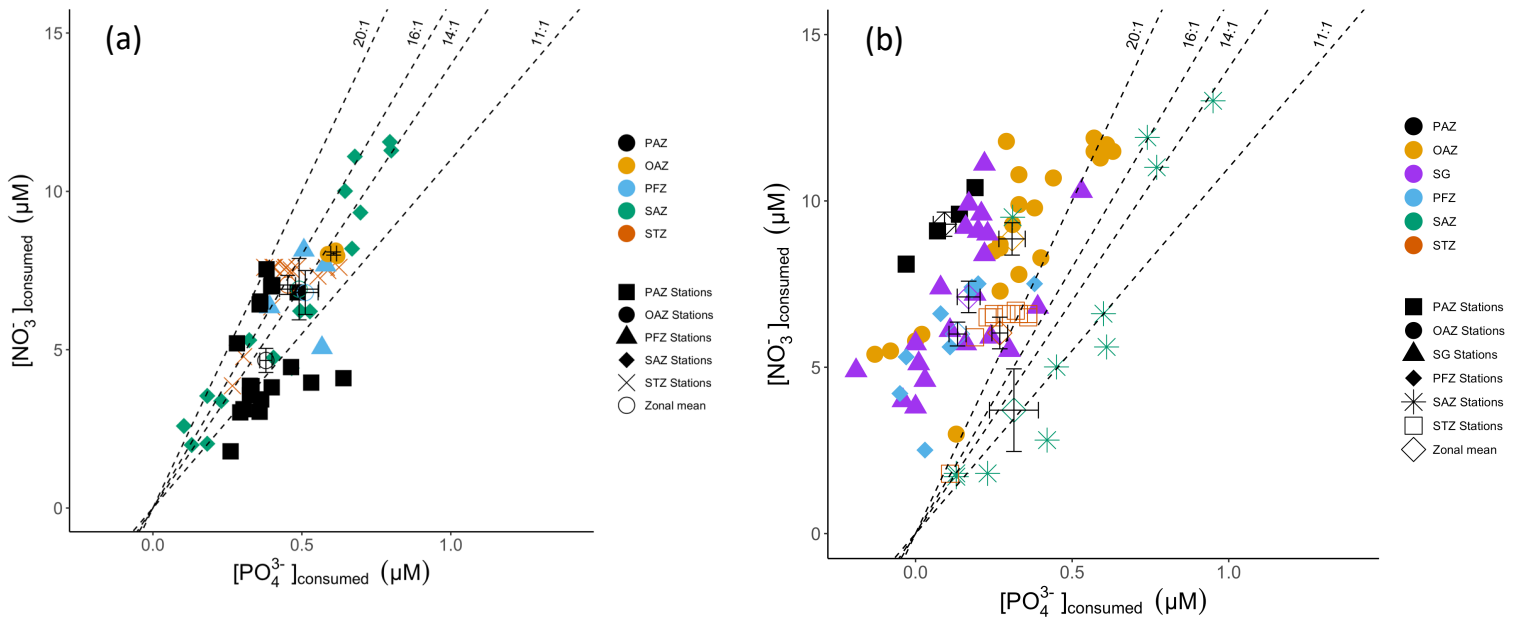 (a)
20:1
16:1
14:1
11:1
15
10
5
0
0.0
0.5
1.0
[NO₃⁻]consumed (µM)
[PO₄³⁻]consumed (µM)
PAZ
OAZ
PFZ
SAZ
STZ
PAZ Stations
OAZ Stations
PFZ Stations
SAZ Stations
STZ Stations
Zonal mean
(b)
20:1
16:1
14:1
11:1
15
10
5
0
0.0
0.5
1.0
[NO₃⁻]consumed (µM)
[PO₄³⁻]consumed (µM)
PAZ
OAZ
SG
PFZ
SAZ
STZ
PAZ Stations
OAZ Stations
SG Stations
PFZ Stations
SAZ Stations
STZ Stations
Zonal mean